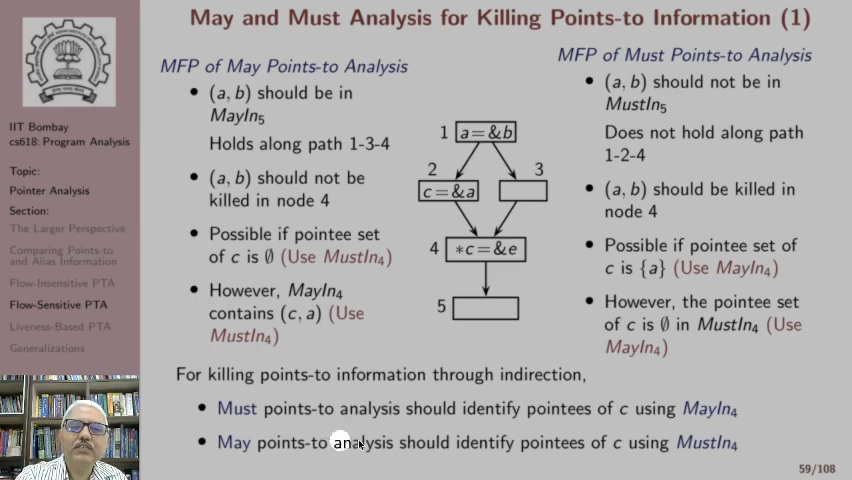 May and Must Analysis for Killing Points-to Information (1)
IIT Bombay
cs618: Program Analysis
Topic:
Pointer Analysis
Section:
The Larger Perspective
Comparing Points-to
and Alias Information
Flow-Insensitive PTA
Flow-Sensitive PTA
Liveness-Based PTA
Generalizations
MFP of May Points-to Analysis
• (a, b) should be in
MayIn₅
Holds along path 1-3-4
• (a, b) should not be
killed in node 4
• Possible if pointee set
of c is ∅ (Use MustIn₄)
• However, MayIn₄
contains (c, a) (Use
MustIn₄)
1 a=&b
2 3
c=&a
4 *c=&e
5
MFP of Must Points-to Analysis
• (a, b) should not be in
MustIn₅
Does not hold along path
1-2-4
• (a, b) should be killed in
node 4
• Possible if pointee set of
c is {a} (Use MayIn₄)
• However, the pointee set
of c is ∅ in MustIn₄ (Use
MayIn₄)
For killing points-to information through indirection,
• Must points-to analysis should identify pointees of c using MayIn₄
• May points-to analysis should identify pointees of c using MustIn₄
59/108